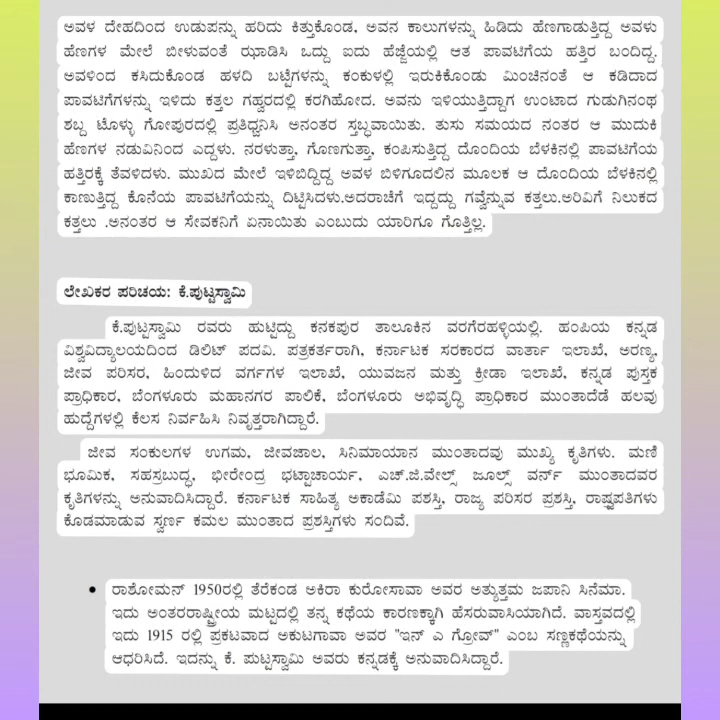 ಅವಳ ದೇಹದಿಂದ ಉಡುಪನ್ನು ಹರಿದು ಕಿತ್ತುಕೊಂಡ, ಅವನ ಕಾಲುಗಳನ್ನು ಹಿಡಿದು ಹೆಣಗಾಡುತ್ತಿದ್ದ ಅವಳು
ಹೆಣಗಳ ಮೇಲೆ ಬೀಳುವಂತೆ ಝಾಡಿಸಿ ಒದ್ದು ಐದು ಹೆಜ್ಜೆಯಲ್ಲಿ ಆತ ಪಾವಟಿಗೆಯ ಹತ್ತಿರ ಬಂದಿದ್ದ.
ಅವಳಿಂದ ಕಸಿದುಕೊಂಡ ಹಳದಿ ಬಟ್ಟೆಗಳನ್ನು ಕಂಕುಳಲ್ಲಿ ಇರುಕಿಕೊಂಡು ಮಿಂಚಿನಂತೆ ಆ ಕಡಿದಾದ
ಪಾವಟಿಗೆಗಳನ್ನು ಇಳಿದು ಕತ್ತಲ ಗಹ್ವರದಲ್ಲಿ ಕರಗಿಹೋದ. ಅವನು ಇಳಿಯುತ್ತಿದ್ದಾಗ ಉಂಟಾದ ಗುಡುಗಿನಂಥ
ಶಬ್ದ ಟೊಳ್ಳು ಗೋಪುರದಲ್ಲಿ ಪ್ರತಿಧ್ವನಿಸಿ ಅನಂತರ ಸ್ತಬ್ಧವಾಯಿತು. ತುಸು ಸಮಯದ ನಂತರ ಆ ಮುದುಕಿ
ಹೆಣಗಳ ನಡುವಿನಿಂದ ಎದ್ದಳು. ನರಳುತ್ತಾ, ಗೊಣಗುತ್ತಾ, ಕಂಪಿಸುತ್ತಿದ್ದ ದೊಂದಿಯ ಬೆಳಕಿನಲ್ಲಿ ಪಾವಟಿಗೆಯ
ಹತ್ತಿರಕ್ಕೆ ತೆವಳಿದಳು. ಮುಖದ ಮೇಲೆ ಇಳಿಬಿದ್ದಿದ್ದ ಅವಳ ಬಿಳಿಗೂದಲಿನ ಮೂಲಕ ಆ ದೊಂದಿಯ ಬೆಳಕಿನಲ್ಲಿ
ಕಾಣುತ್ತಿದ್ದ ಕೊನೆಯ ಪಾವಟಿಗೆಯನ್ನು ದಿಟ್ಟಿಸಿದಳು.ಅದರಾಚೆಗೆ ಇದ್ದದ್ದು ಗವ್ವೆನ್ನುವ ಕತ್ತಲು.ಅರಿವಿಗೆ ನಿಲುಕದ
ಕತ್ತಲು .ಅನಂತರ ಆ ಸೇವಕನಿಗೆ ಏನಾಯಿತು ಎಂಬುದು ಯಾರಿಗೂ ಗೊತ್ತಿಲ್ಲ.
ಲೇಖಕರ ಪರಿಚಯ: ಕೆ.ಪುಟ್ಟಸ್ವಾಮಿ
ಕೆ.ಪುಟ್ಟಸ್ವಾಮಿ ರವರು ಹುಟ್ಟಿದ್ದು ಕನಕಪುರ ತಾಲೂಕಿನ ವರಗೆರಹಳ್ಳಿಯಲ್ಲಿ. ಹಂಪಿಯ ಕನ್ನಡ
ವಿಶ್ವವಿದ್ಯಾಲಯದಿಂದ ಡಿಲಿಟ್ ಪದವಿ. ಪತ್ರಕರ್ತರಾಗಿ, ಕರ್ನಾಟಕ ಸರಕಾರದ ವಾರ್ತಾ ಇಲಾಖೆ, ಅರಣ್ಯ,
ಜೀವ ಪರಿಸರ, ಹಿಂದುಳಿದ ವರ್ಗಗಳ ಇಲಾಖೆ, ಯುವಜನ ಮತ್ತು ಕ್ರೀಡಾ ಇಲಾಖೆ, ಕನ್ನಡ ಪುಸ್ತಕ
ಪ್ರಾಧಿಕಾರ, ಬೆಂಗಳೂರು ಮಹಾನಗರ ಪಾಲಿಕೆ, ಬೆಂಗಳೂರು ಅಭಿವೃದ್ಧಿ ಪ್ರಾಧಿಕಾರ ಮುಂತಾದೆಡೆ ಹಲವು
ಹುದ್ದೆಗಳಲ್ಲಿ ಕೆಲಸ ನಿರ್ವಹಿಸಿ ನಿವೃತ್ತರಾಗಿದ್ದಾರೆ.
ಜೀವ ಸಂಕುಲಗಳ ಉಗಮ, ಜೀವಜಾಲ, ಸಿನಿಮಾಯಾನ ಮುಂತಾದವು ಮುಖ್ಯ ಕೃತಿಗಳು. ಮಣಿ
ಭೂಮಿಕ, ಸಹಸ್ರಬುದ್ಧ, ಭೀರೇಂದ್ರ ಭಟ್ಟಾಚಾರ್ಯ, ಎಚ್.ಜಿ.ವೇಲ್ಸ್ ಜೂಲ್ಸ್ ವರ್ನ್ ಮುಂತಾದವರ
ಕೃತಿಗಳನ್ನು ಅನುವಾದಿಸಿದ್ದಾರೆ. ಕರ್ನಾಟಕ ಸಾಹಿತ್ಯ ಅಕಾಡೆಮಿ ಪಶಸ್ತಿ, ರಾಜ್ಯ ಪರಿಸರ ಪ್ರಶಸ್ತಿ, ರಾಷ್ಟ್ರಪತಿಗಳು
ಕೊಡಮಾಡುವ ಸ್ವರ್ಣ ಕಮಲ ಮುಂತಾದ ಪ್ರಶಸ್ತಿಗಳು ಸಂದಿವೆ.
• ರಾಶೋಮನ್ 1950ರಲ್ಲಿ ತೆರೆಕಂಡ ಅಕಿರಾ ಕುರೋಸಾವಾ ಅವರ ಅತ್ಯುತ್ತಮ ಜಪಾನಿ ಸಿನೆಮಾ.
ಇದು ಅಂತರರಾಷ್ಟ್ರೀಯ ಮಟ್ಟದಲ್ಲಿ ತನ್ನ ಕಥೆಯ ಕಾರಣಕ್ಕಾಗಿ ಹೆಸರುವಾಸಿಯಾಗಿದೆ. ವಾಸ್ತವದಲ್ಲಿ
ಇದು 1915 ರಲ್ಲಿ ಪ್ರಕಟವಾದ ಅಕುಟಗಾವಾ ಅವರ "ಇನ್ ಎ ಗ್ರೋವ್" ಎಂಬ ಸಣ್ಣಕಥೆಯನ್ನು
ಆಧರಿಸಿದೆ. ಇದನ್ನು ಕೆ. ಪುಟ್ಟಸ್ವಾಮಿ ಅವರು ಕನ್ನಡಕ್ಕೆ ಅನುವಾದಿಸಿದ್ದಾರೆ.